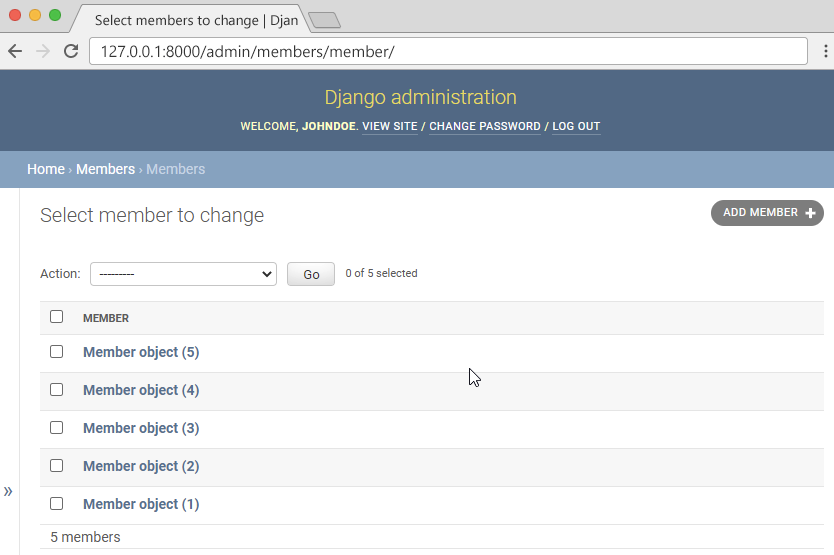 Select members to change | Djan
127.0.0.1:8000/admin/members/member/
Django administration
WELCOME, JOHNDOE. VIEW SITE / CHANGE PASSWORD / LOG OUT
Home › Members › Members
Select member to change
ADD MEMBER +
Action: --------- Go 0 of 5 selected
MEMBER
Member object (5)
Member object (4)
Member object (3)
Member object (2)
»
Member object (1)
5 members